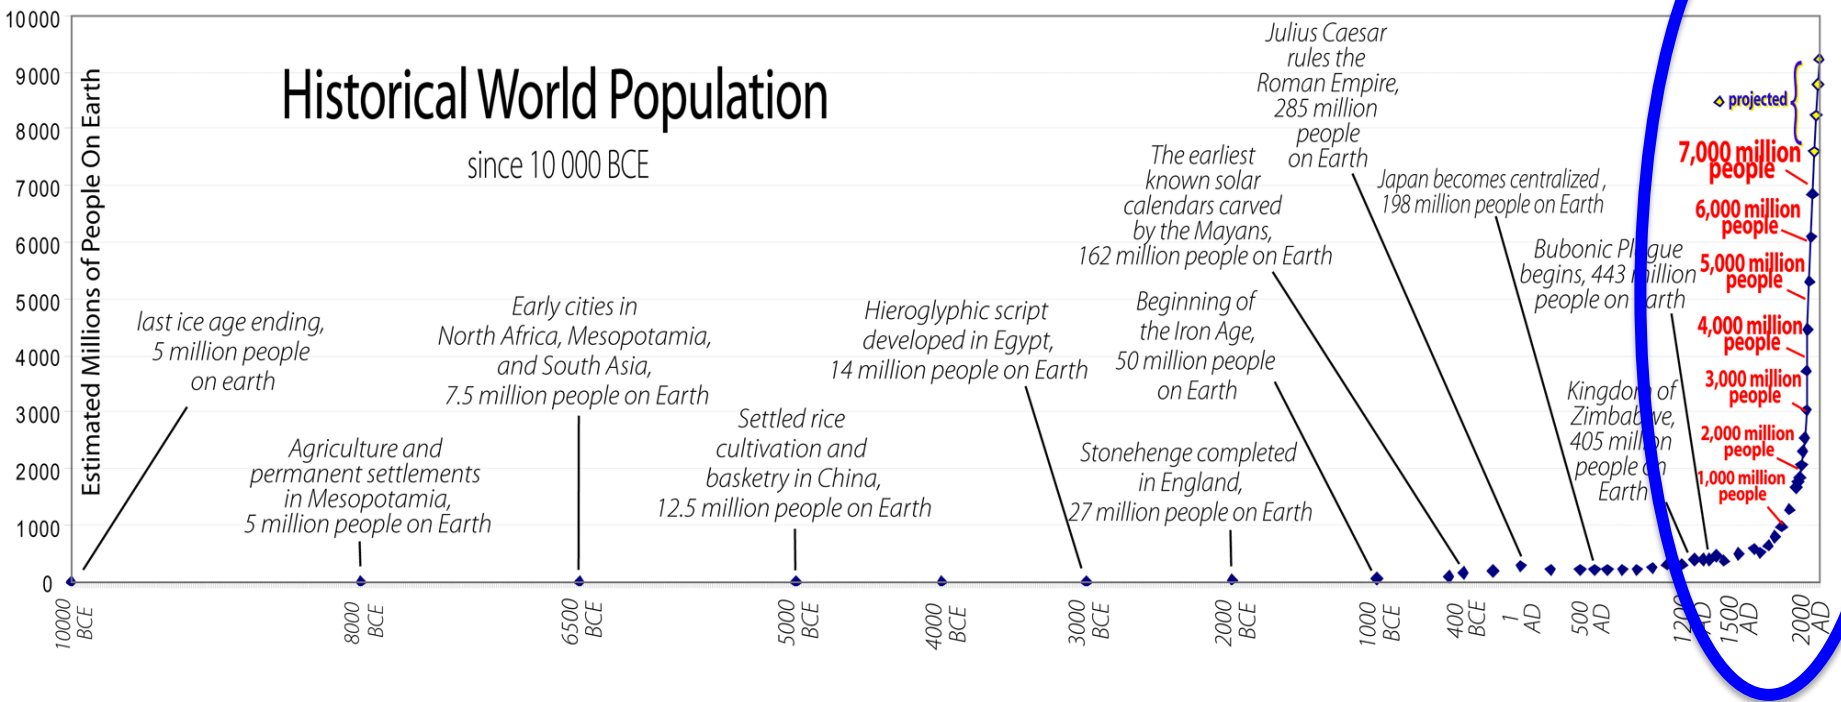 Historical World Population
since 10 000 BCE
Estimated Millions of People On Earth
10000
9000
8000
7000
6000
5000
4000
3000
2000
1000
0
last ice age ending,
5 million people
on earth
Agriculture and
permanent settlements
in Mesopotamia,
5 million people on Earth
Early cities in
North Africa, Mesopotamia,
and South Asia,
7.5 million people on Earth
Settled rice
cultivation and
basketry in China,
12.5 million people on Earth
Hieroglyphic script
developed in Egypt,
14 million people on Earth
Stonehenge completed
in England,
27 million people on Earth
Beginning of
the Iron Age,
50 million people
on Earth
The earliest
known solar
calendars carved
by the Mayans,
162 million people on Earth
Julius Caesar
rules the
Roman Empire,
285 million
people
on Earth
Japan becomes centralized,
198 million people on Earth
Kingdom of
Zimbabwe,
405 million
people on
Earth
Bubonic Plague
begins, 443 million
people on Earth
projected
7,000 million
people
6,000 million
people
5,000 million
people
4,000 million
people
3,000 million
people
2,000 million
people
1,000 million
people
10000
BCE
8000
BCE
6500
BCE
5000
BCE
4000
BCE
3000
BCE
2000
BCE
1000
BCE
400
BCE
1
AD
500
AD
1200
AD
1500
AD
2000
AD